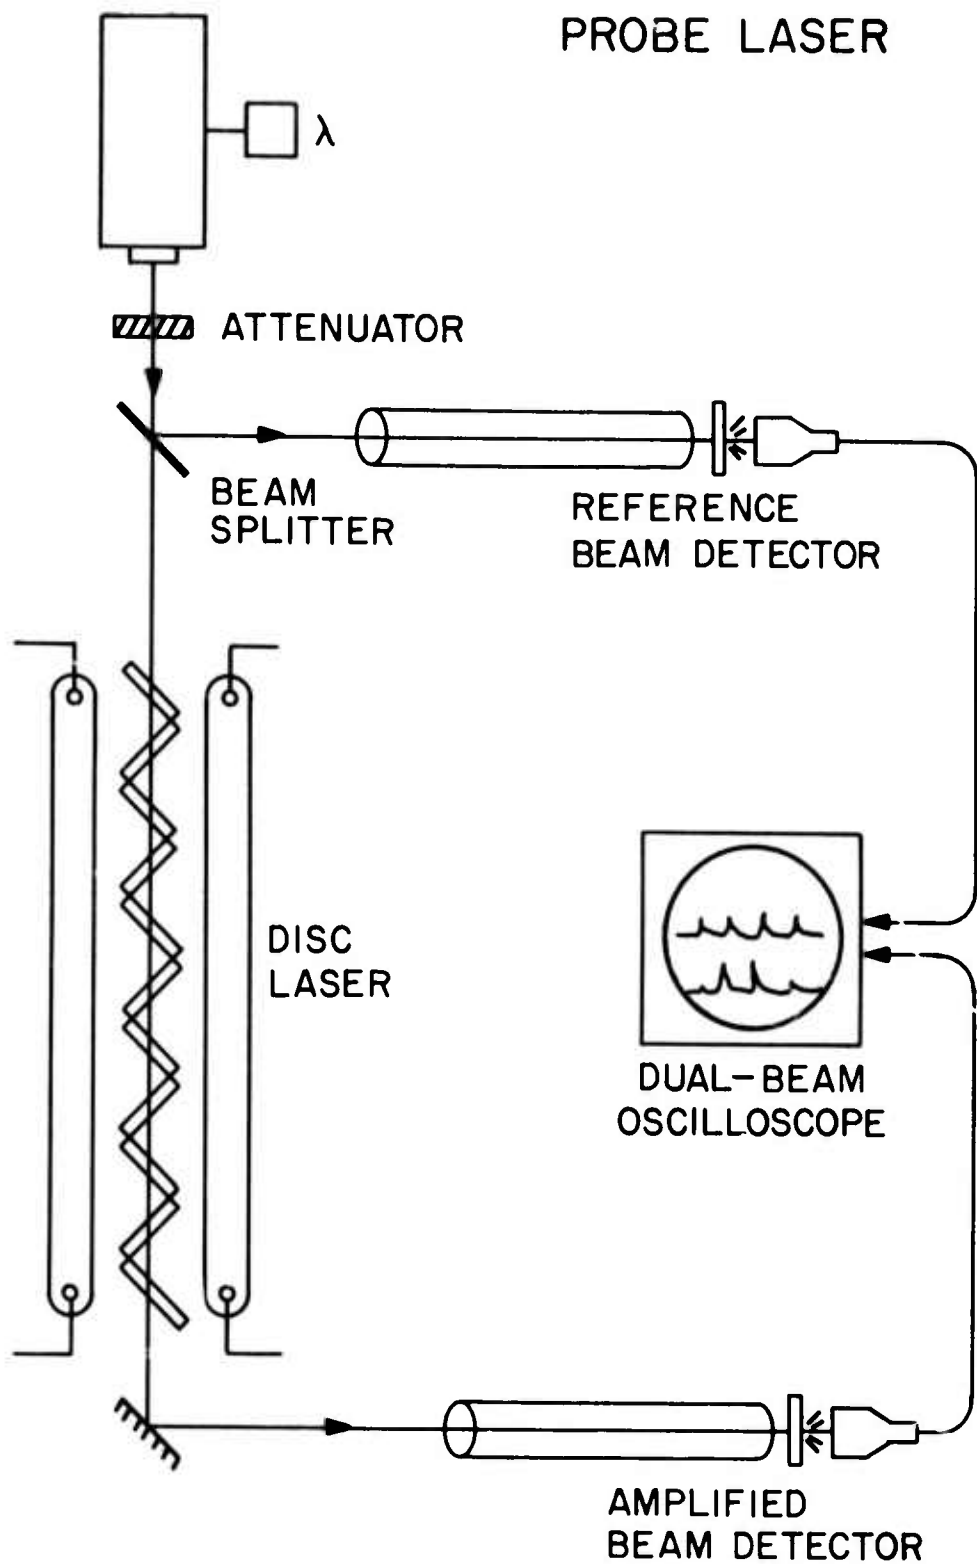 PROBE LASER
λ
ATTENUATOR
BEAM
SPLITTER
REFERENCE
BEAM DETECTOR
DISC
LASER
DUAL-BEAM
OSCILLOSCOPE
AMPLIFIED
BEAM DETECTOR